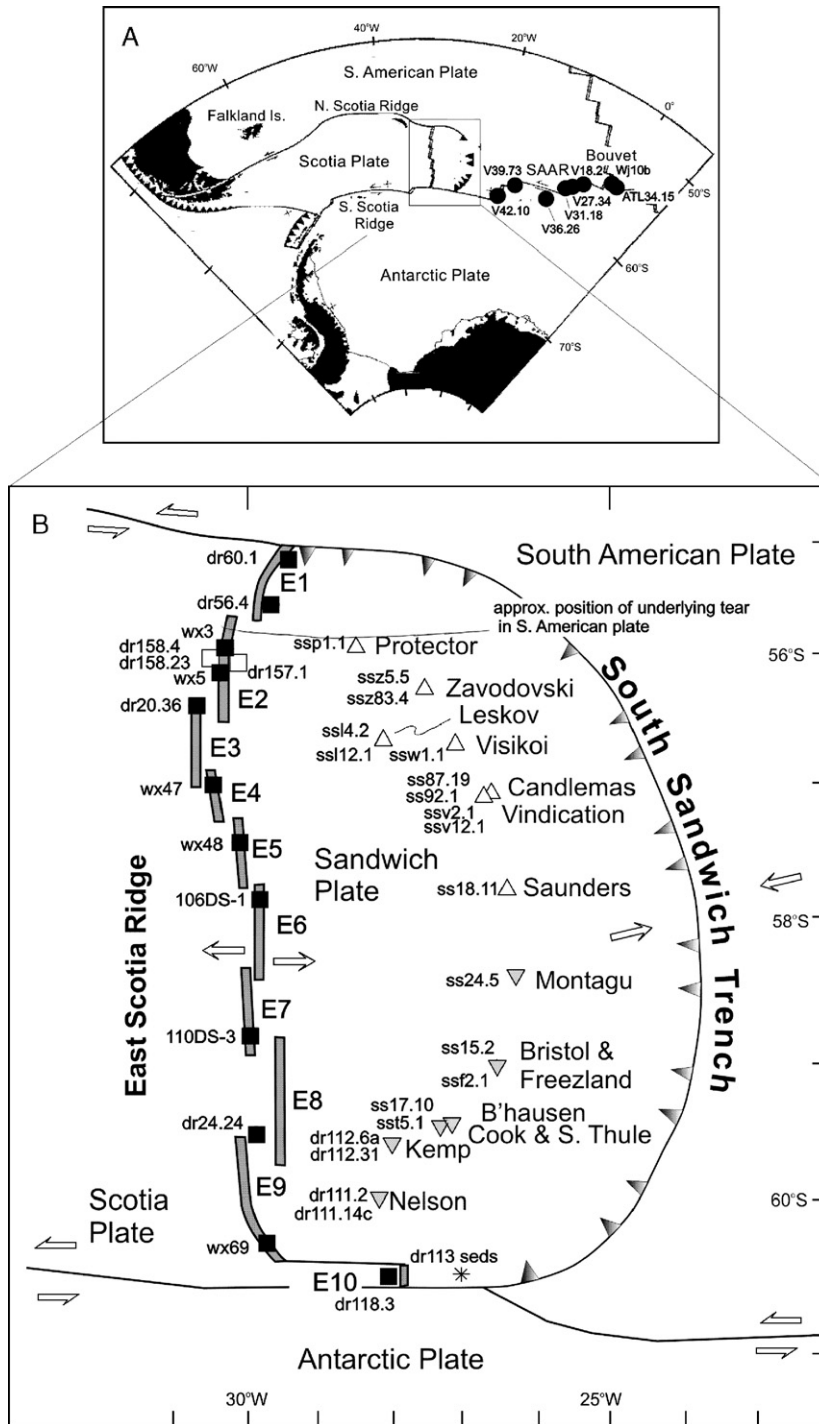 A
40°W
20°W
60°W
S. American Plate
0°
Falkland Is.
N. Scotia Ridge
Bouvet
Scotia Plate
V39.73
SAAR
Wj10b
50°S
V42.10
V27.34
ATL34.15
S. Scotia
Ridge
V31.18
V36.26
60°S
Antarctic Plate
70°S
B
South American Plate
dr60.1
E1
dr56.4
approx. position of underlying tear
in S. American plate
wx3
dr158.4
dr158.23
dr157.1
wx5
E2
ssp1.1
Protector
56°S
ssz5.5
ssz83.4
Zavodovski
Leskov
dr20.36
E3
ssl4.2
ssl12.1
ssw1.1
Visikoi
wx47
E4
ss87.19
ss92.1
Candlemas
Vindication
ssv2.1
ssv12.1
wx48
E5
Sandwich
Plate
South Sandwich Trench
106DS-1
E6
ss18.11
Saunders
58°S
East Scotia Ridge
E7
ss24.5
Montagu
110DS-3
E8
ss15.2
ssf2.1
Bristol &
Freezland
dr24.24
ss17.10
sst5.1
B'hausen
Cook & S. Thule
dr112.6a
dr112.31
Kemp
E9
Scotia
Plate
dr111.2
dr111.14c
Nelson
60°S
wx69
dr113 seds
E10
dr118.3
Antarctic Plate
30°W
25°W